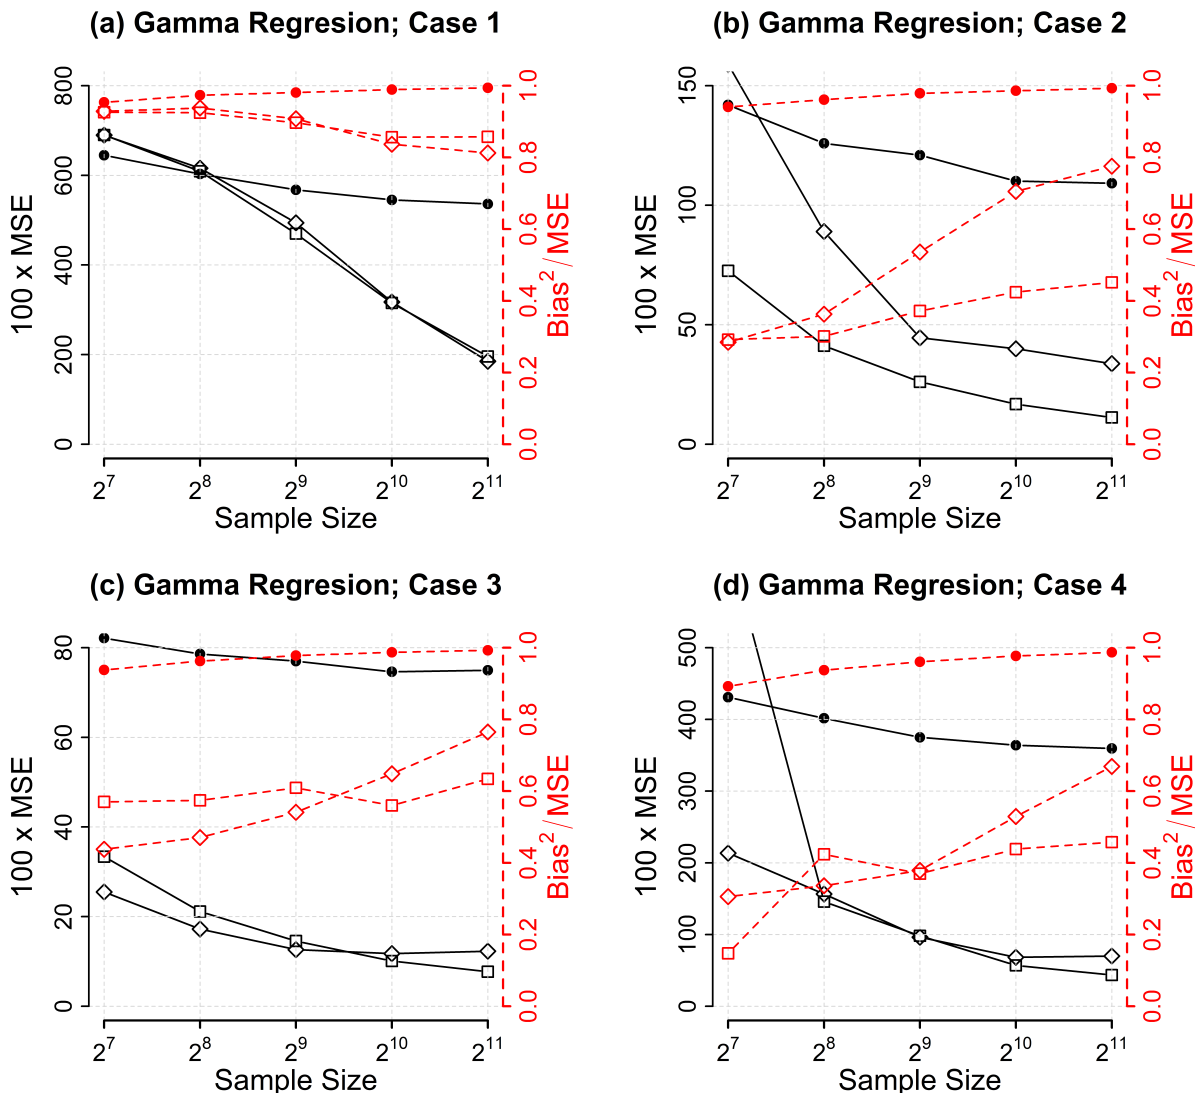 (a) Gamma Regresion; Case 1
800
600
400
200
0
100 x MSE
1.0
0.8
0.6
0.4
0.2
0.0
Bias² / MSE
2⁷ 2⁸ 2⁹ 2¹⁰ 2¹¹
Sample Size
(b) Gamma Regresion; Case 2
150
100
50
0
100 x MSE
1.0
0.8
0.6
0.4
0.2
0.0
Bias² / MSE
2⁷ 2⁸ 2⁹ 2¹⁰ 2¹¹
Sample Size
(c) Gamma Regresion; Case 3
80
60
40
20
0
100 x MSE
1.0
0.8
0.6
0.4
0.2
0.0
Bias² / MSE
2⁷ 2⁸ 2⁹ 2¹⁰ 2¹¹
Sample Size
(d) Gamma Regresion; Case 4
500
400
300
200
100
0
100 x MSE
1.0
0.8
0.6
0.4
0.2
0.0
Bias² / MSE
2⁷ 2⁸ 2⁹ 2¹⁰ 2¹¹
Sample Size